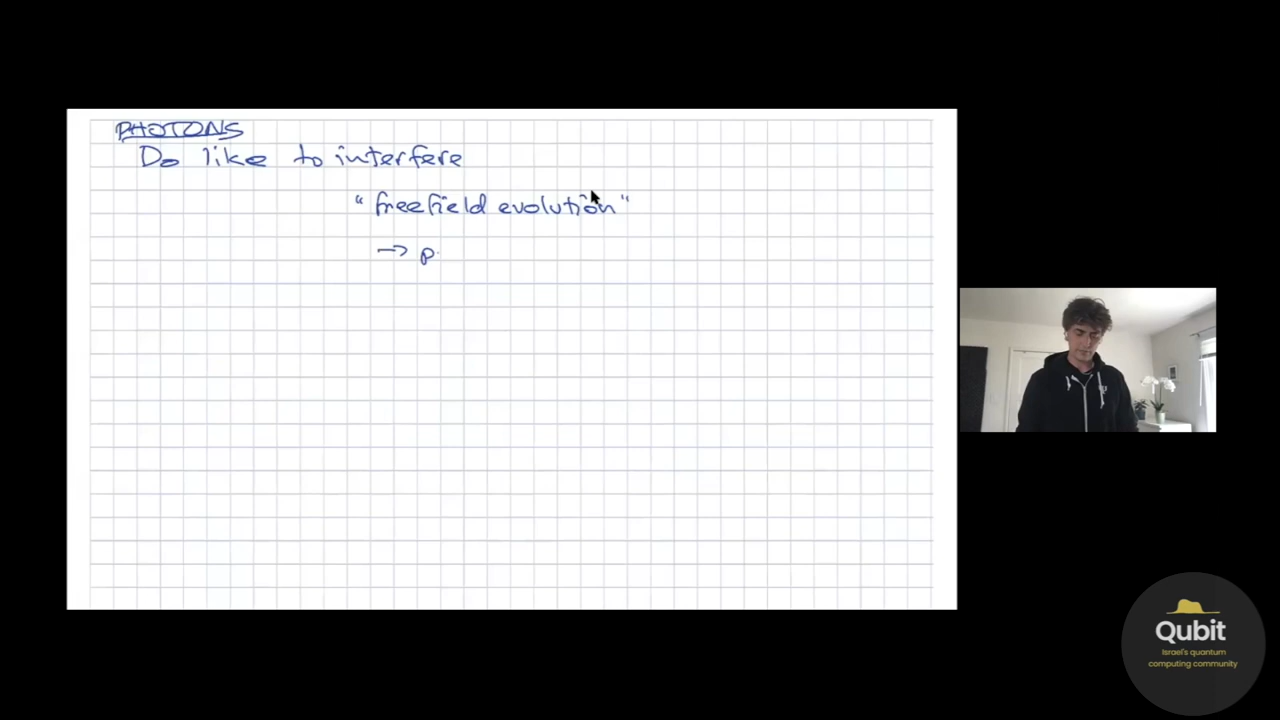 PHOTONS
Do like to interfere
"freefield evolution"
→ p
Qubit
Israel's quantum
computing community